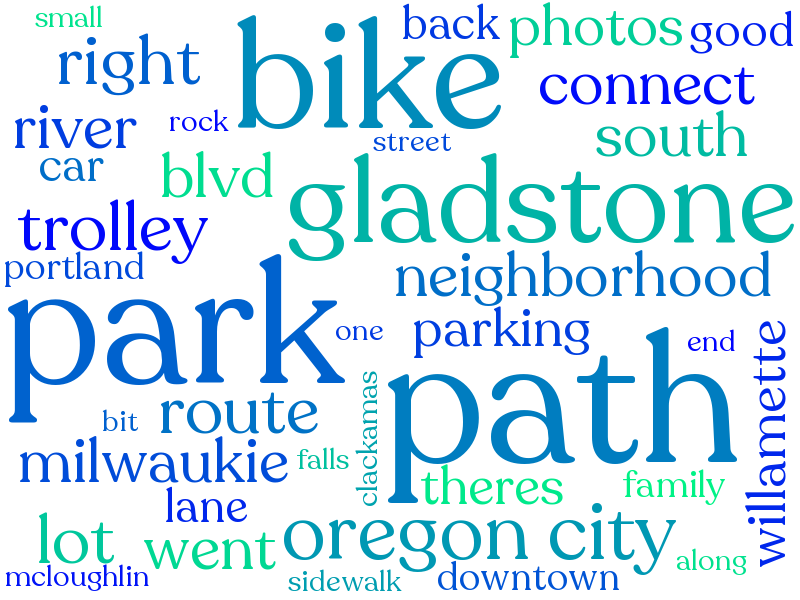 small
back
photos
good
right
bike
connect
river
rock
street
south
car
blvd
gladstone
trolley
portland
neighborhood
park
one
parking
end
path
willamette
bit
route
clackamas
milwaukie
falls
theres
family
lane
lot
went
oregon city
along
mcloughlin
sidewalk
downtown